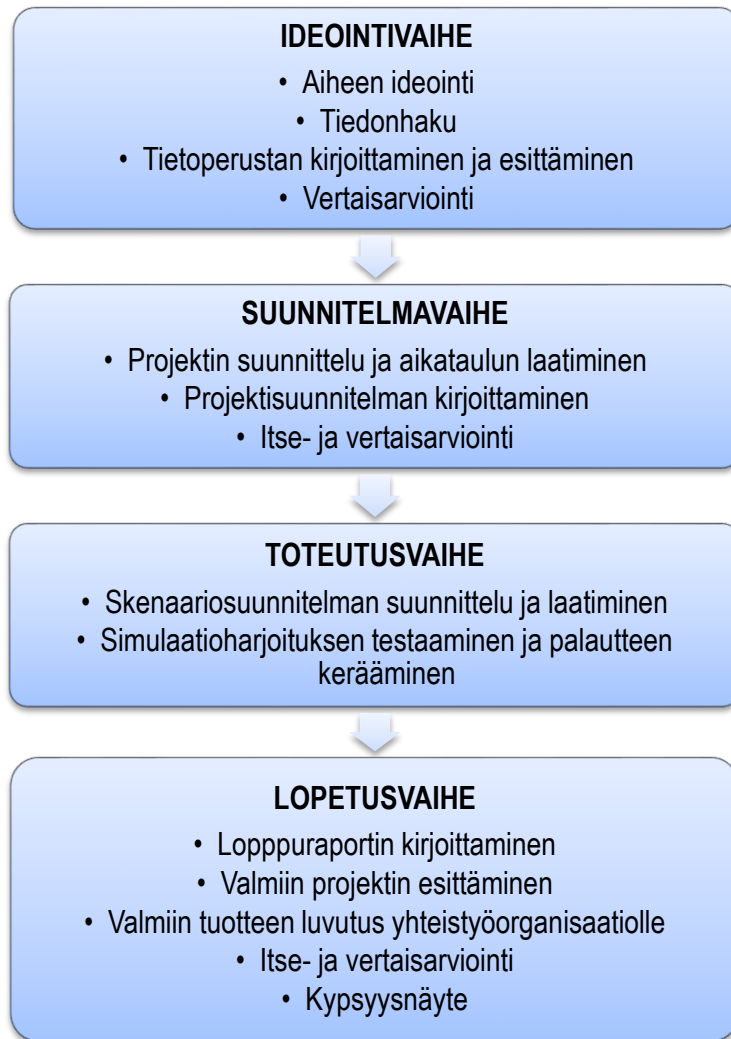 IDEOINTIVAIHE
• Aiheen ideointi
• Tiedonhaku
• Tietoperustan kirjoittaminen ja esittäminen
• Vertaisarviointi
SUUNNITELMAVAIHE
• Projektin suunnittelu ja aikataulun laatiminen
• Projektisuunnitelman kirjoittaminen
• Itse- ja vertaisarviointi
TOTEUTUSVAIHE
• Skenaariosuunnitelman suunnittelu ja laatiminen
• Simulaatioharjoituksen testaaminen ja palautteen
kerääminen
LOPETUSVAIHE
• Lopppuraportin kirjoittaminen
• Valmiin projektin esittäminen
• Valmiin tuotteen luvutus yhteistyöorganisaatiolle
• Itse- ja vertaisarviointi
• Kypsyysnäyte